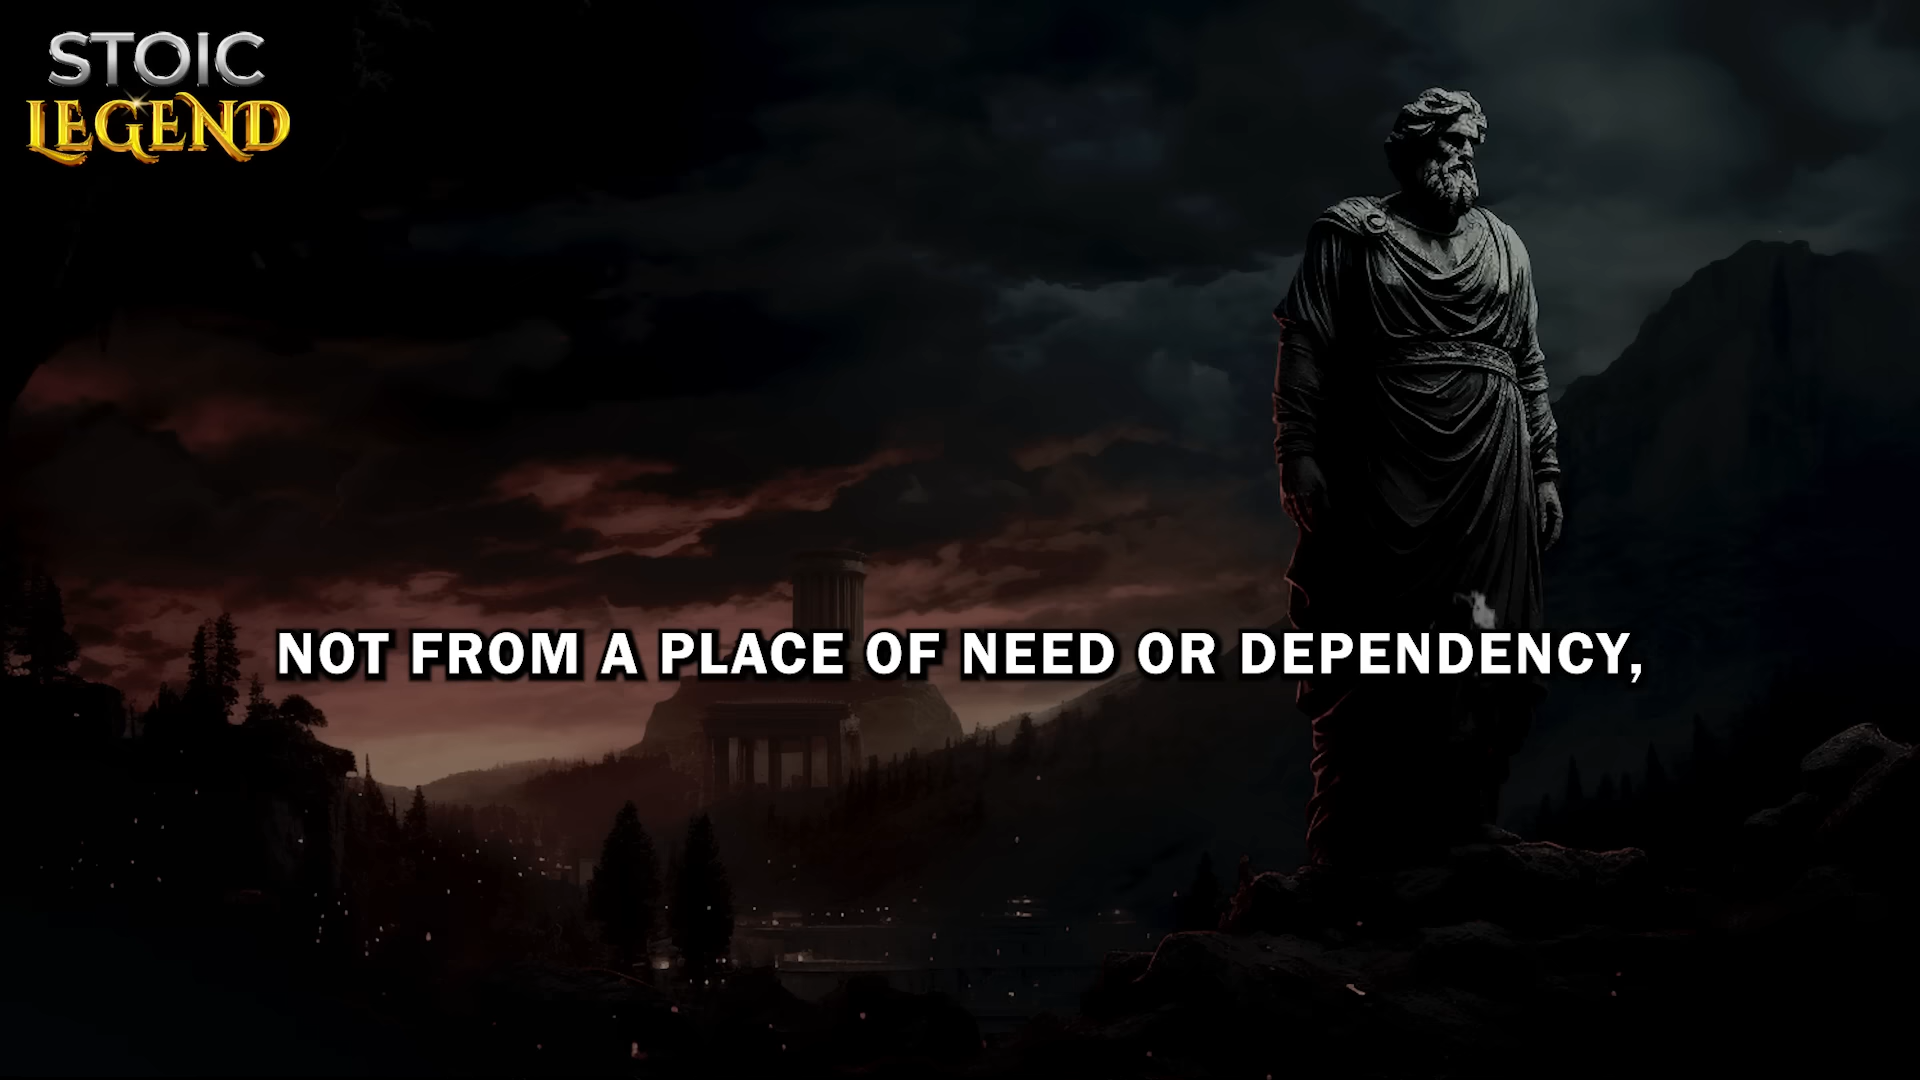 STOIC
LEGEND
NOT FROM A PLACE OF NEED OR DEPENDENCY,